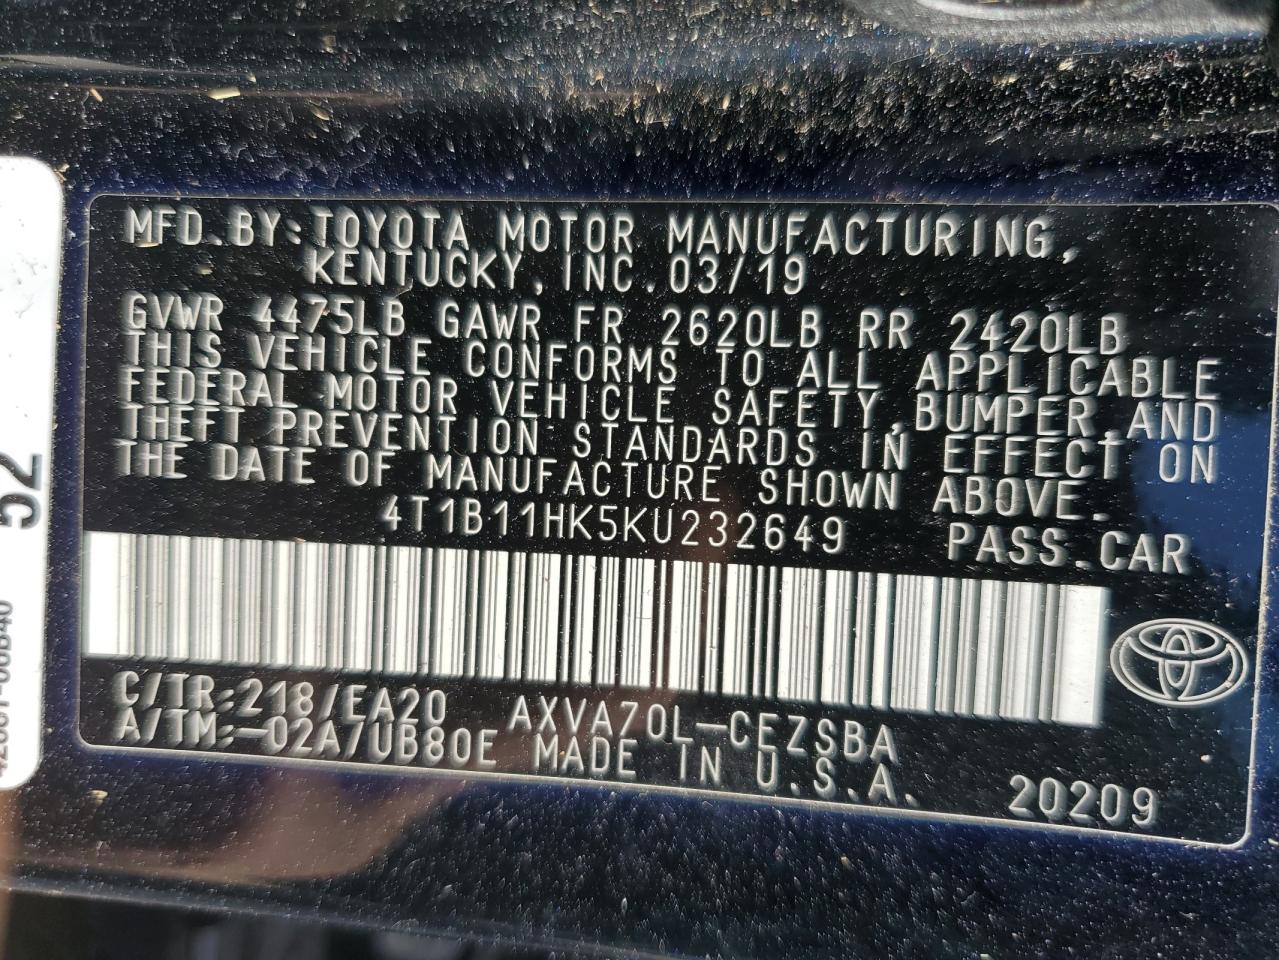 MFD.BY:TOYOTA MOTOR MANUFACTURING,
KENTUCKY,INC.03/19
GVWR 4475LB GAWR FR 2620LB RR 2420LB
THIS VEHICLE CONFORMS TO ALL APPLICABLE
FEDERAL MOTOR VEHICLE SAFETY,BUMPER,AND
THEFT PREVENTION STANDARDS IN EFFECT ON
THE DATE OF MANUFACTURE SHOWN ABOVE.
4T1B11HK5KU232649 PASS.CAR
C/TR:218/EA20 AXVA70L-CEZSBA
A/TM:-02A/UB80E MADE IN U.S.A. 20209
52